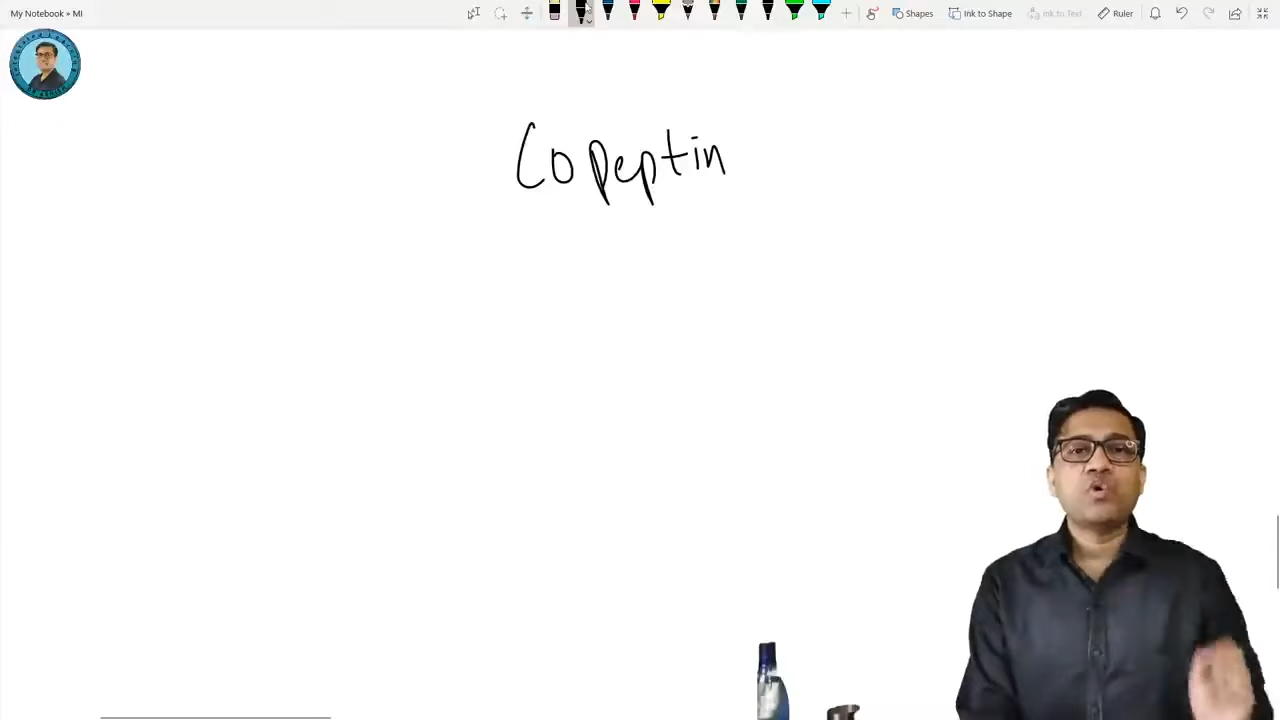 My Notebook » MI
Shapes
Ink to Shape
Ink to Text
Ruler
Copeptin